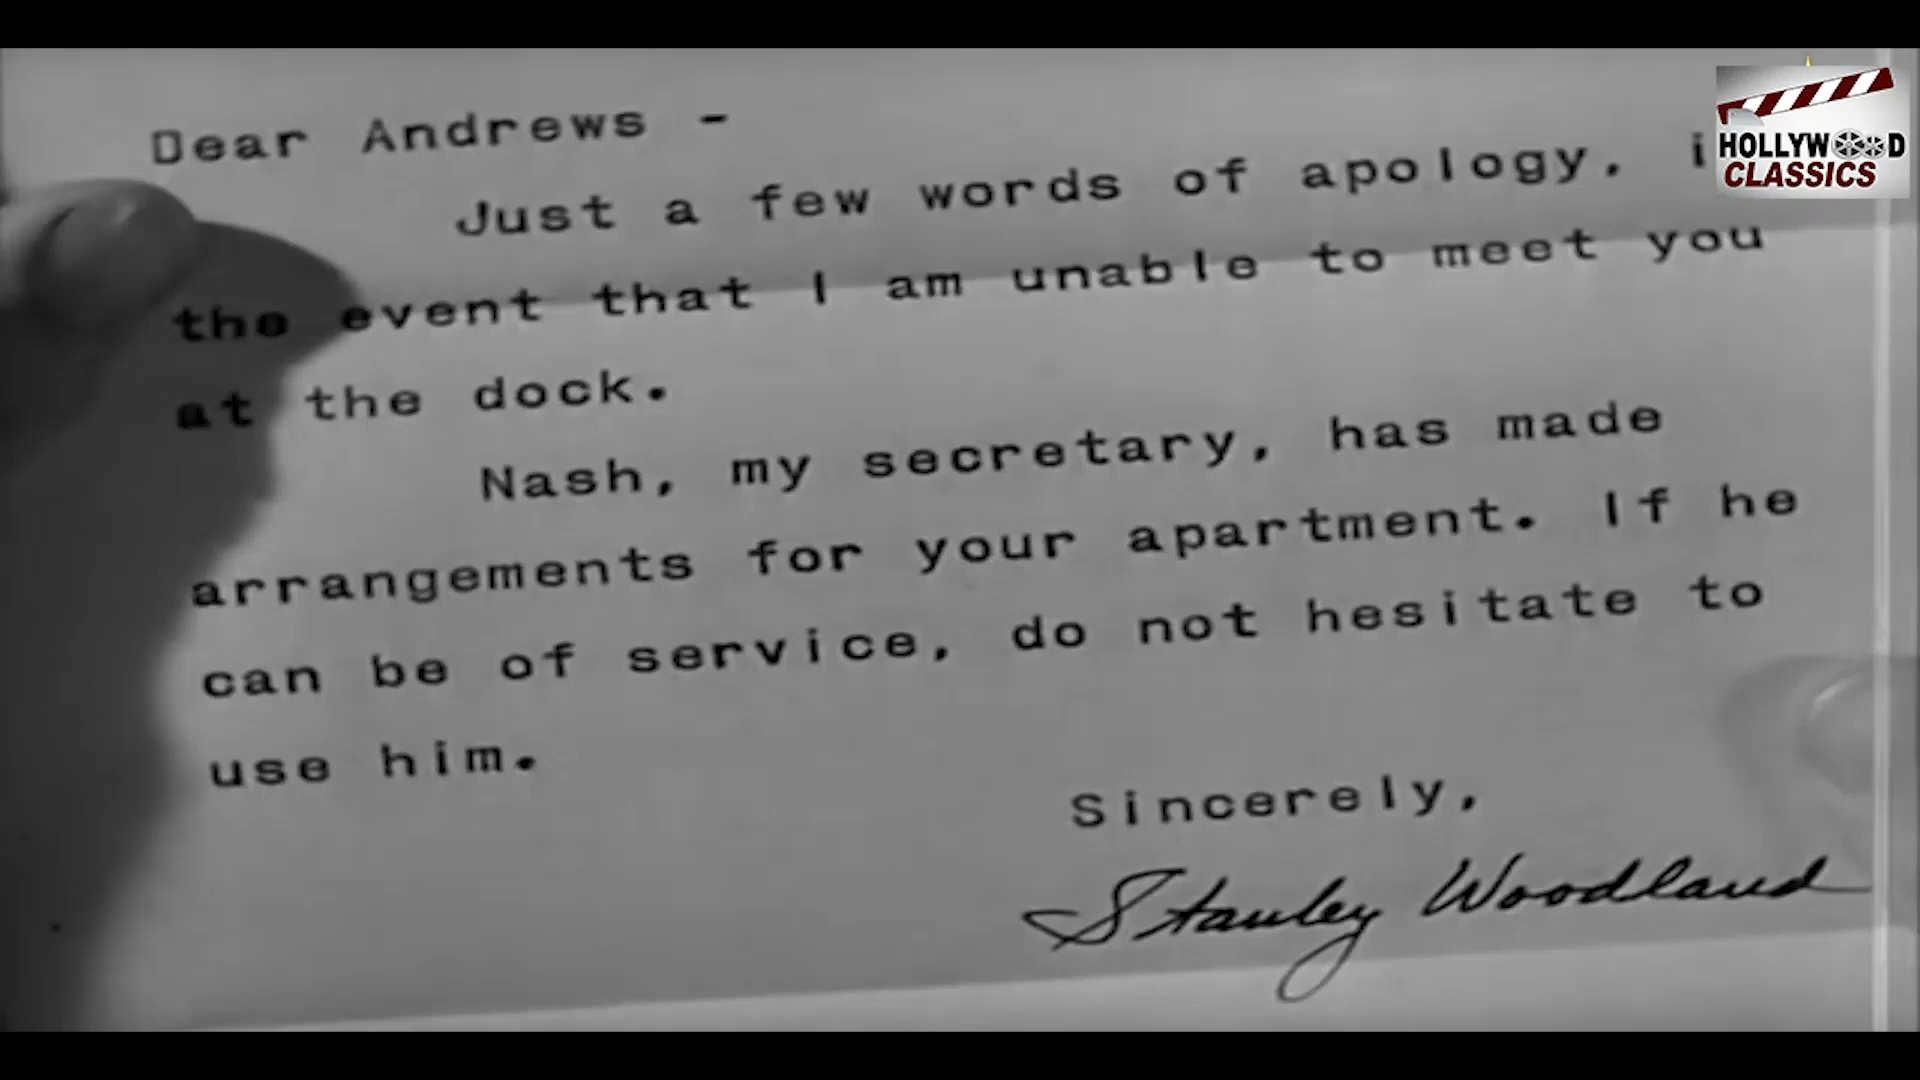 Dear Andrews -
Just a few words of apology, i
the event that I am unable to meet you
at the dock.
Nash, my secretary, has made
arrangements for your apartment. If he
can be of service, do not hesitate to
use him.
Sincerely,
Stanley Woodland
HOLLYWOOD
CLASSICS